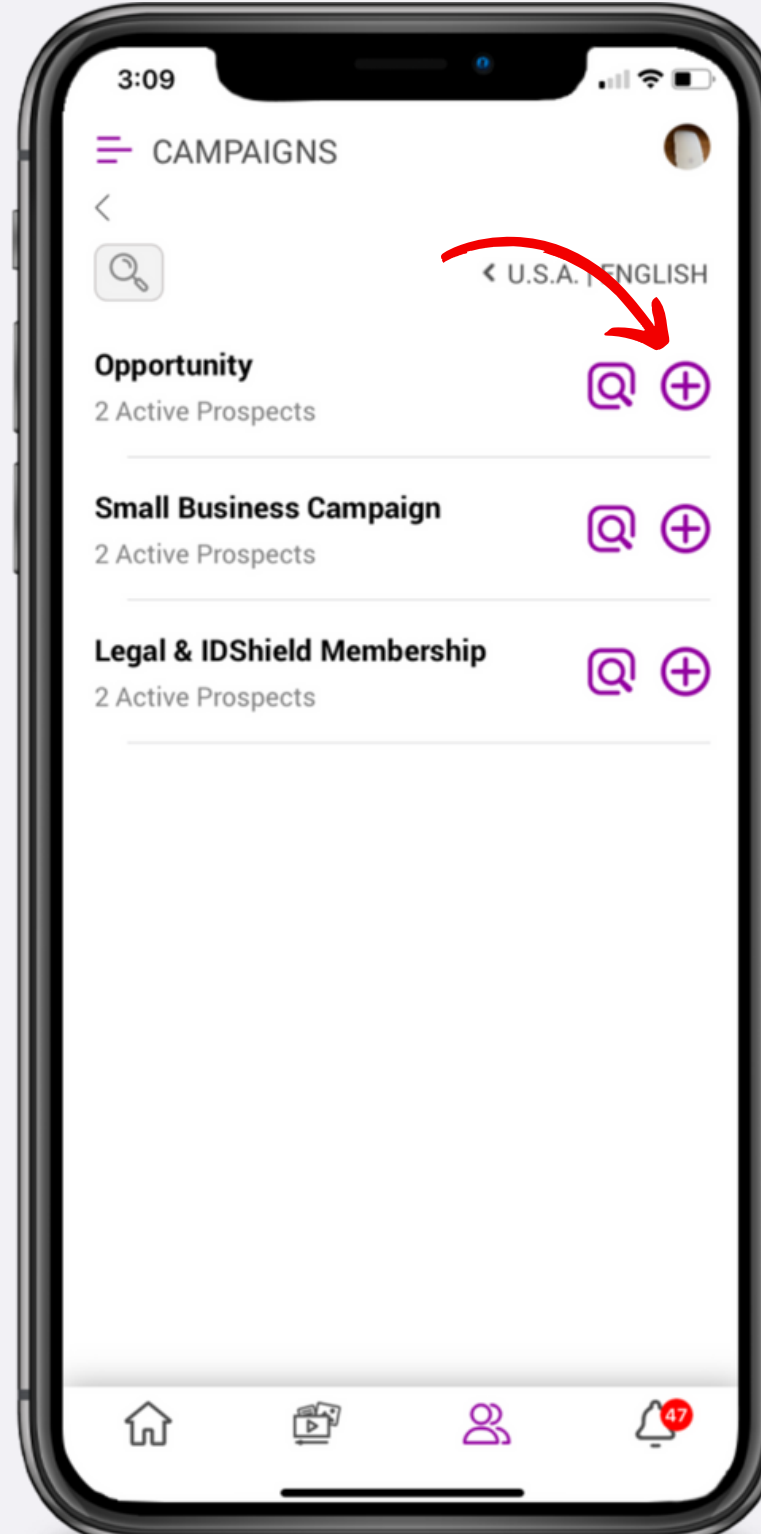 3:09
CAMPAIGNS
U.S.A. | ENGLISH
Opportunity
2 Active Prospects
Small Business Campaign
2 Active Prospects
Legal & IDShield Membership
2 Active Prospects
47